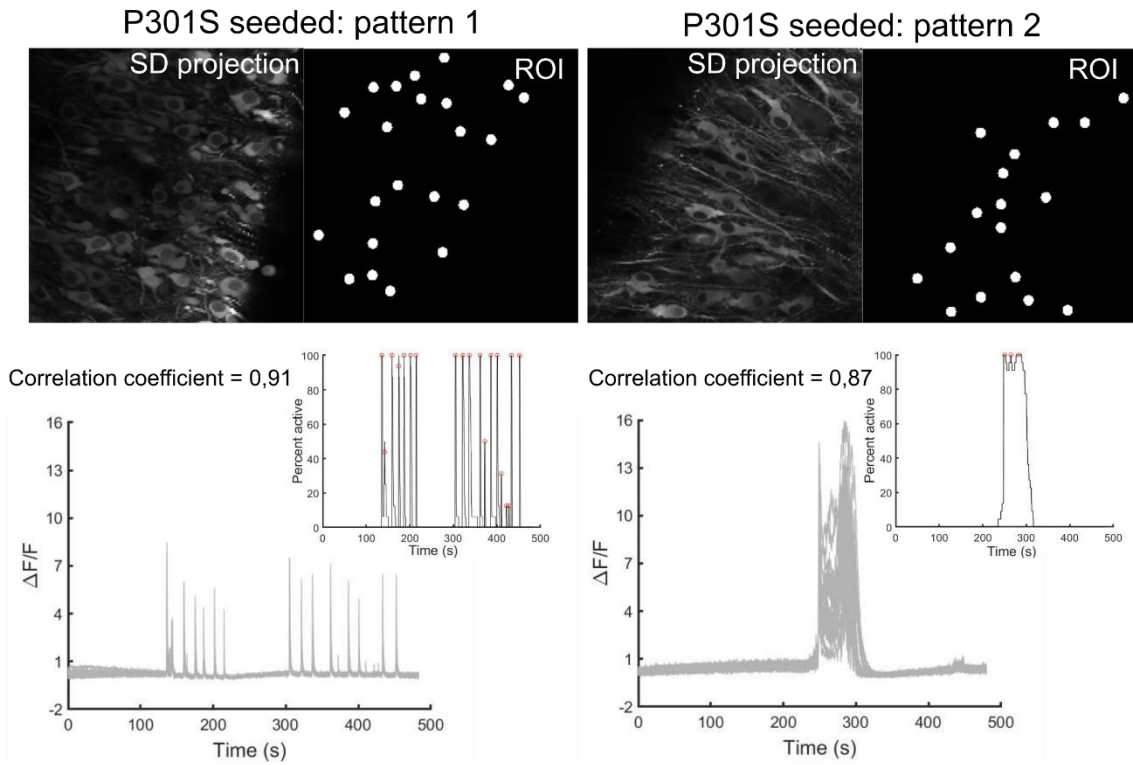 P301S seeded: pattern 1
SD projection
ROI
P301S seeded: pattern 2
SD projection
ROI
Correlation coefficient = 0,91
100
80
60
40
20
0
Percent active
0 100 200 300 400 500
Time (s)
16
13
10
7
4
1
-2
ΔF/F
0 100 200 300 400 500
Time (s)
Correlation coefficient = 0,87
100
80
60
40
20
0
Percent active
0 100 200 300 400 500
Time (s)
16
13
10
7
4
1
-2
ΔF/F
0 100 200 300 400 500
Time (s)